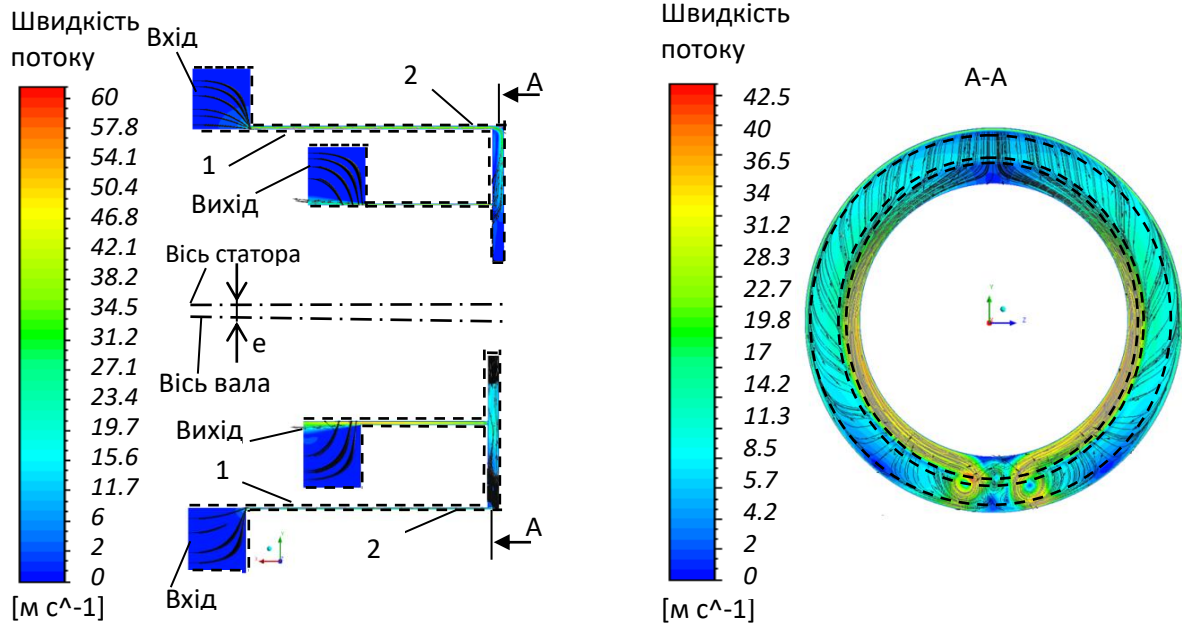 Швидкість
потоку
60
57.8
54.1
50.4
46.8
42.1
38.2
34.5
31.2
27.1
23.4
19.7
15.6
11.7
6
2
0
[м с^-1]
Вхід
2
А
1
Вихід
Вісь статора
е
Вісь вала
Вихід
1
А
2
Вхід
Швидкість
потоку
42.5
40
36.5
34
31.2
28.3
22.7
19.8
17
14.2
11.3
8.5
5.7
4.2
2
0
[м с^-1]
А-А
Y
Z